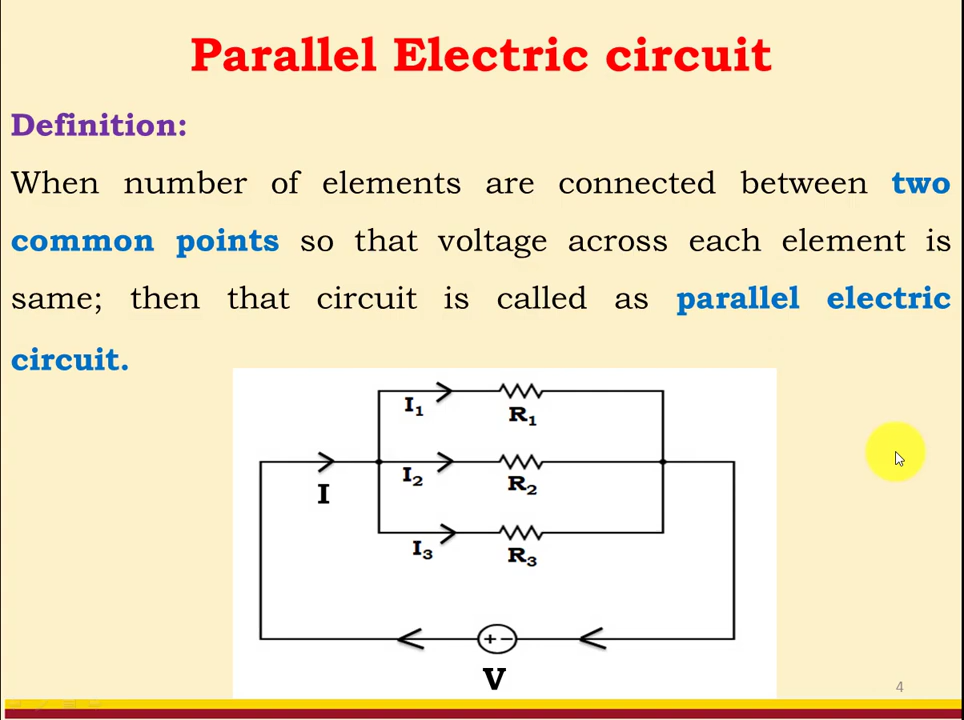 Parallel Electric circuit
Definition:
When number of elements are connected between two
common points so that voltage across each element is
same; then that circuit is called as parallel electric
circuit.
I₁
R₁
I
I₂
R₂
I₃
R₃
+ −
V
4